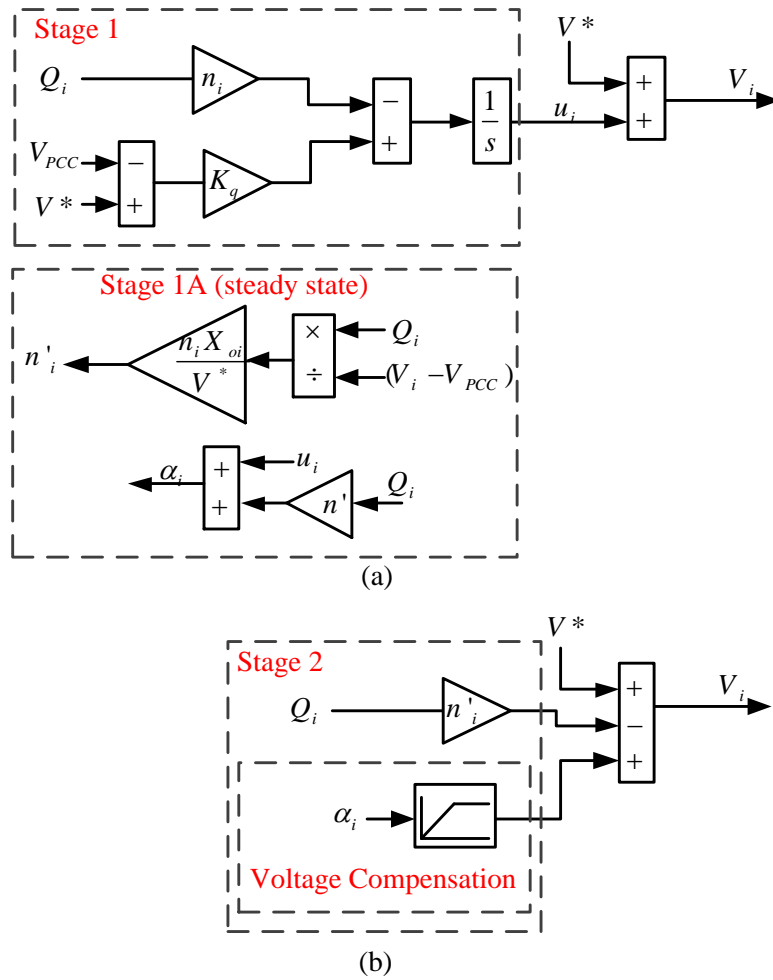 Stage 1
V*
Q_i
n_i
−
+
+
+
V_i
1/s
u_i
V_PCC
V*
−
+
K_q
Stage 1A (steady state)
n'_i
n_i X_oi / V*
×
÷
Q_i
(V_i −V_PCC)
α_i
+
+
u_i
n'
Q_i
(a)
Stage 2
V*
Q_i
n'_i
+
−
+
V_i
α_i
Voltage Compensation
(b)